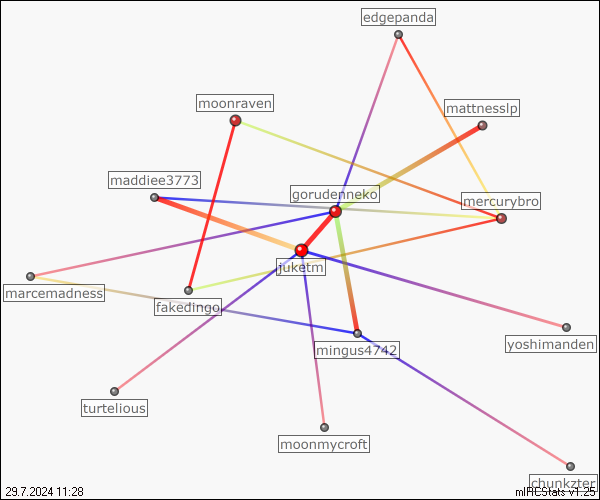 edgepanda
moonraven
mattnesslp
maddiee3773
gorudenneko
mercurybro
juketm
marcemadness
fakedingo
yoshimanden
mingus4742
turtelious
moonmycroft
chunkzter
29.7.2024 11:28
mIRCStats v1.25